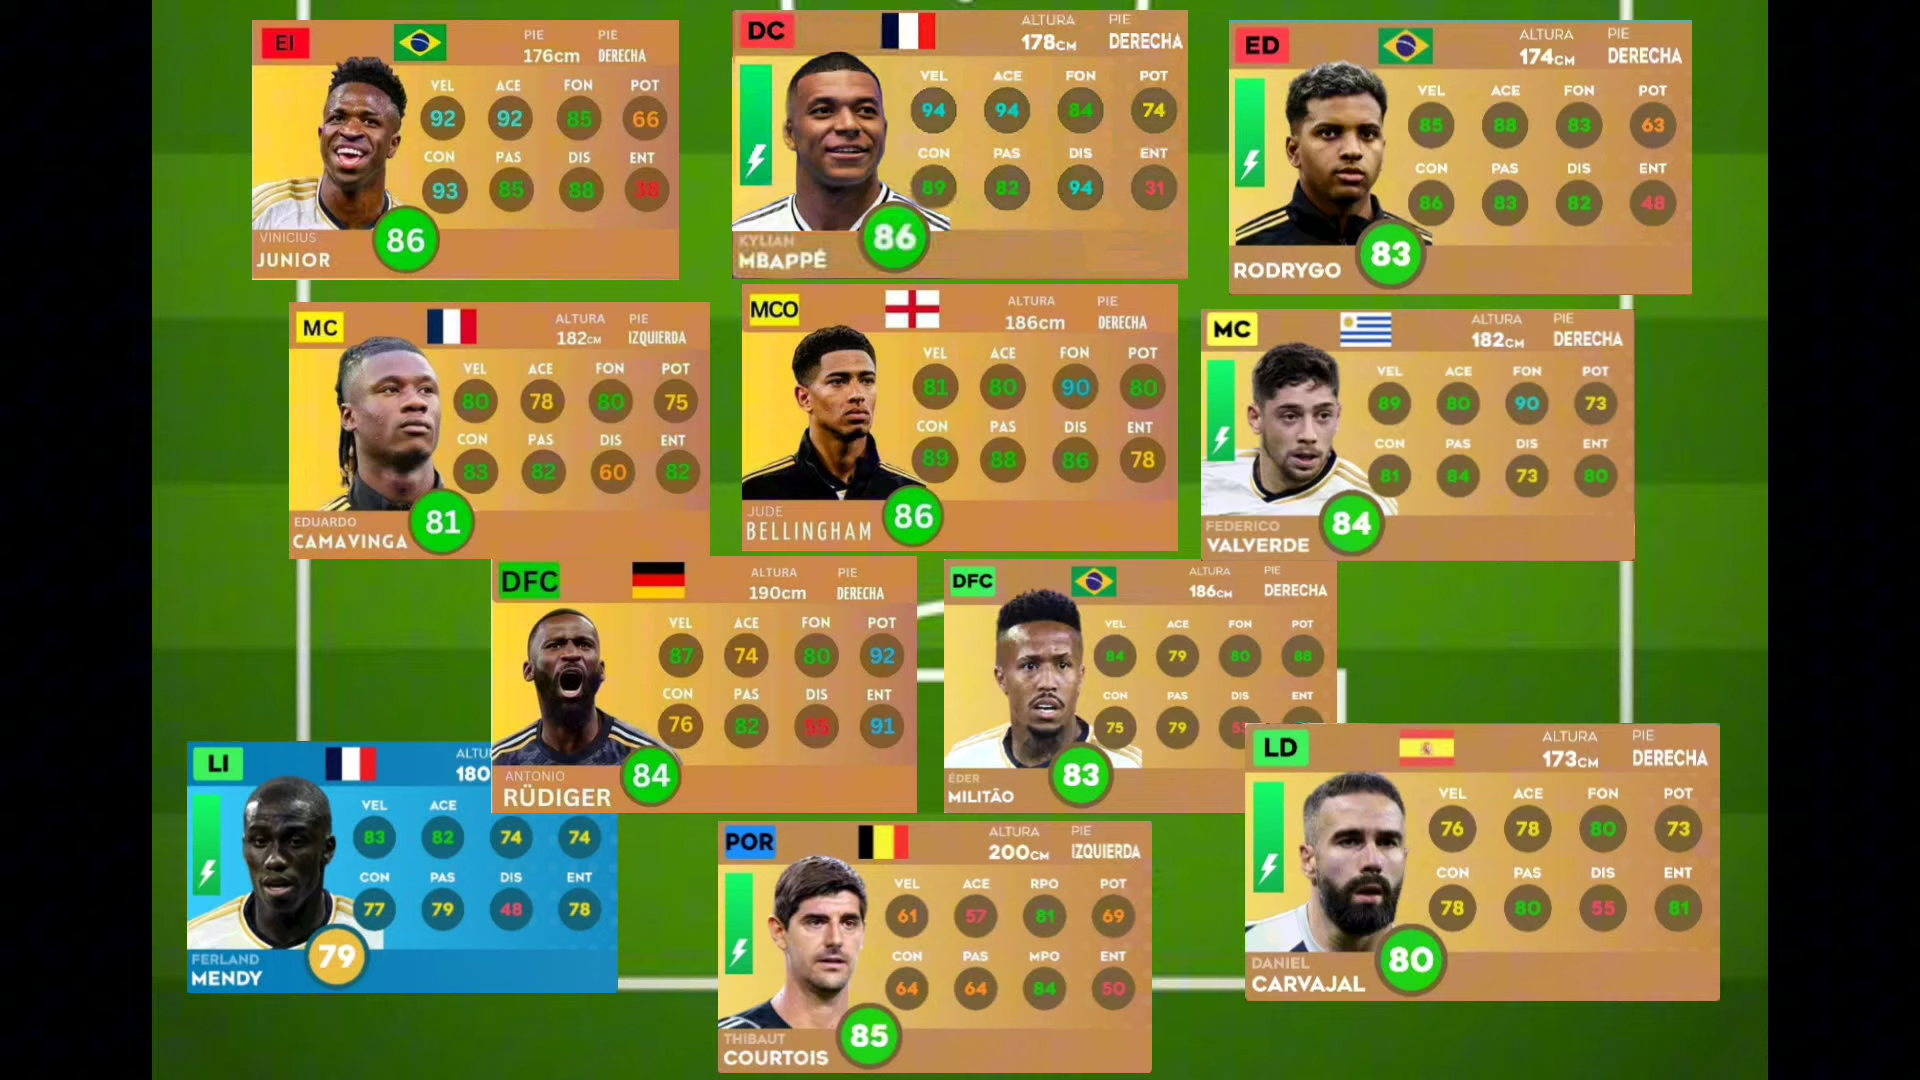 EI
PIE PIE
176cm DERECHA
VEL ACE FON POT
92 92 85 66
CON PAS DIS ENT
93 85 88 38
VINICIUS
JUNIOR
86
DC
ALTURA PIE
178CM DERECHA
VEL ACE FON POT
94 94 84 74
CON PAS DIS ENT
89 82 94 31
KYLIAN
MBAPPÉ
86
ED
ALTURA PIE
174CM DERECHA
VEL ACE FON POT
85 88 83 63
CON PAS DIS ENT
86 83 82 48
RODRYGO
83
MC
ALTURA PIE
182CM IZQUIERDA
VEL ACE FON POT
80 78 80 75
CON PAS DIS ENT
83 82 60 82
EDUARDO
CAMAVINGA
81
MCO
ALTURA PIE
186cm DERECHA
VEL ACE FON POT
81 80 90 80
CON PAS DIS ENT
89 88 86 78
JUDE
BELLINGHAM
86
MC
ALTURA PIE
182CM DERECHA
VEL ACE FON POT
89 80 90 73
CON PAS DIS ENT
81 84 73 80
FEDERICO
VALVERDE
84
DFC
ALTURA PIE
190cm DERECHA
VEL ACE FON POT
87 74 80 92
CON PAS DIS ENT
76 82 55 91
ANTONIO
RÜDIGER
84
DFC
ALTURA PIE
186CM DERECHA
VEL ACE FON POT
84 79 80 88
CON PAS DIS ENT
75 79
ÉDER
MILITÃO
83
LI
180
VEL ACE
83 82 74 74
CON PAS DIS ENT
77 79 48 78
FERLAND
MENDY
79
POR
ALTURA PIE
200CM IZQUIERDA
VEL ACE RPO POT
61 57 81 69
CON PAS MPO ENT
64 64 84 50
THIBAUT
COURTOIS
85
LD
ALTURA PIE
173CM DERECHA
VEL ACE FON POT
76 78 80 73
CON PAS DIS ENT
78 80 55 81
DANIEL
CARVAJAL
80